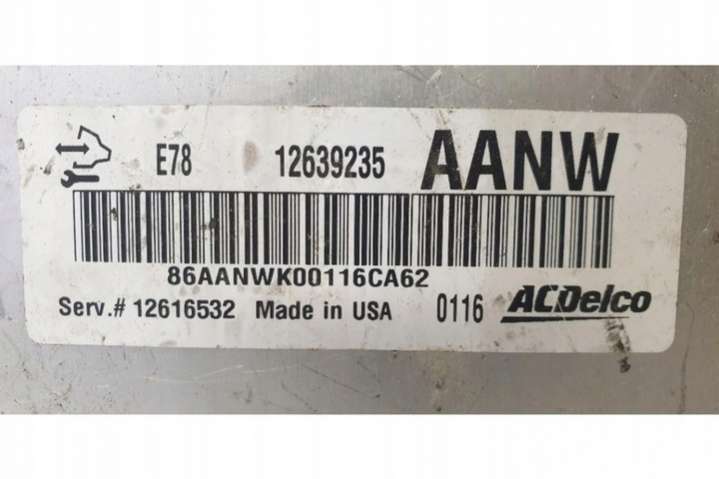 E78 12639235 AANW
86AANWK00116CA62
Serv.# 12616532 Made in USA 0116 ACDelco